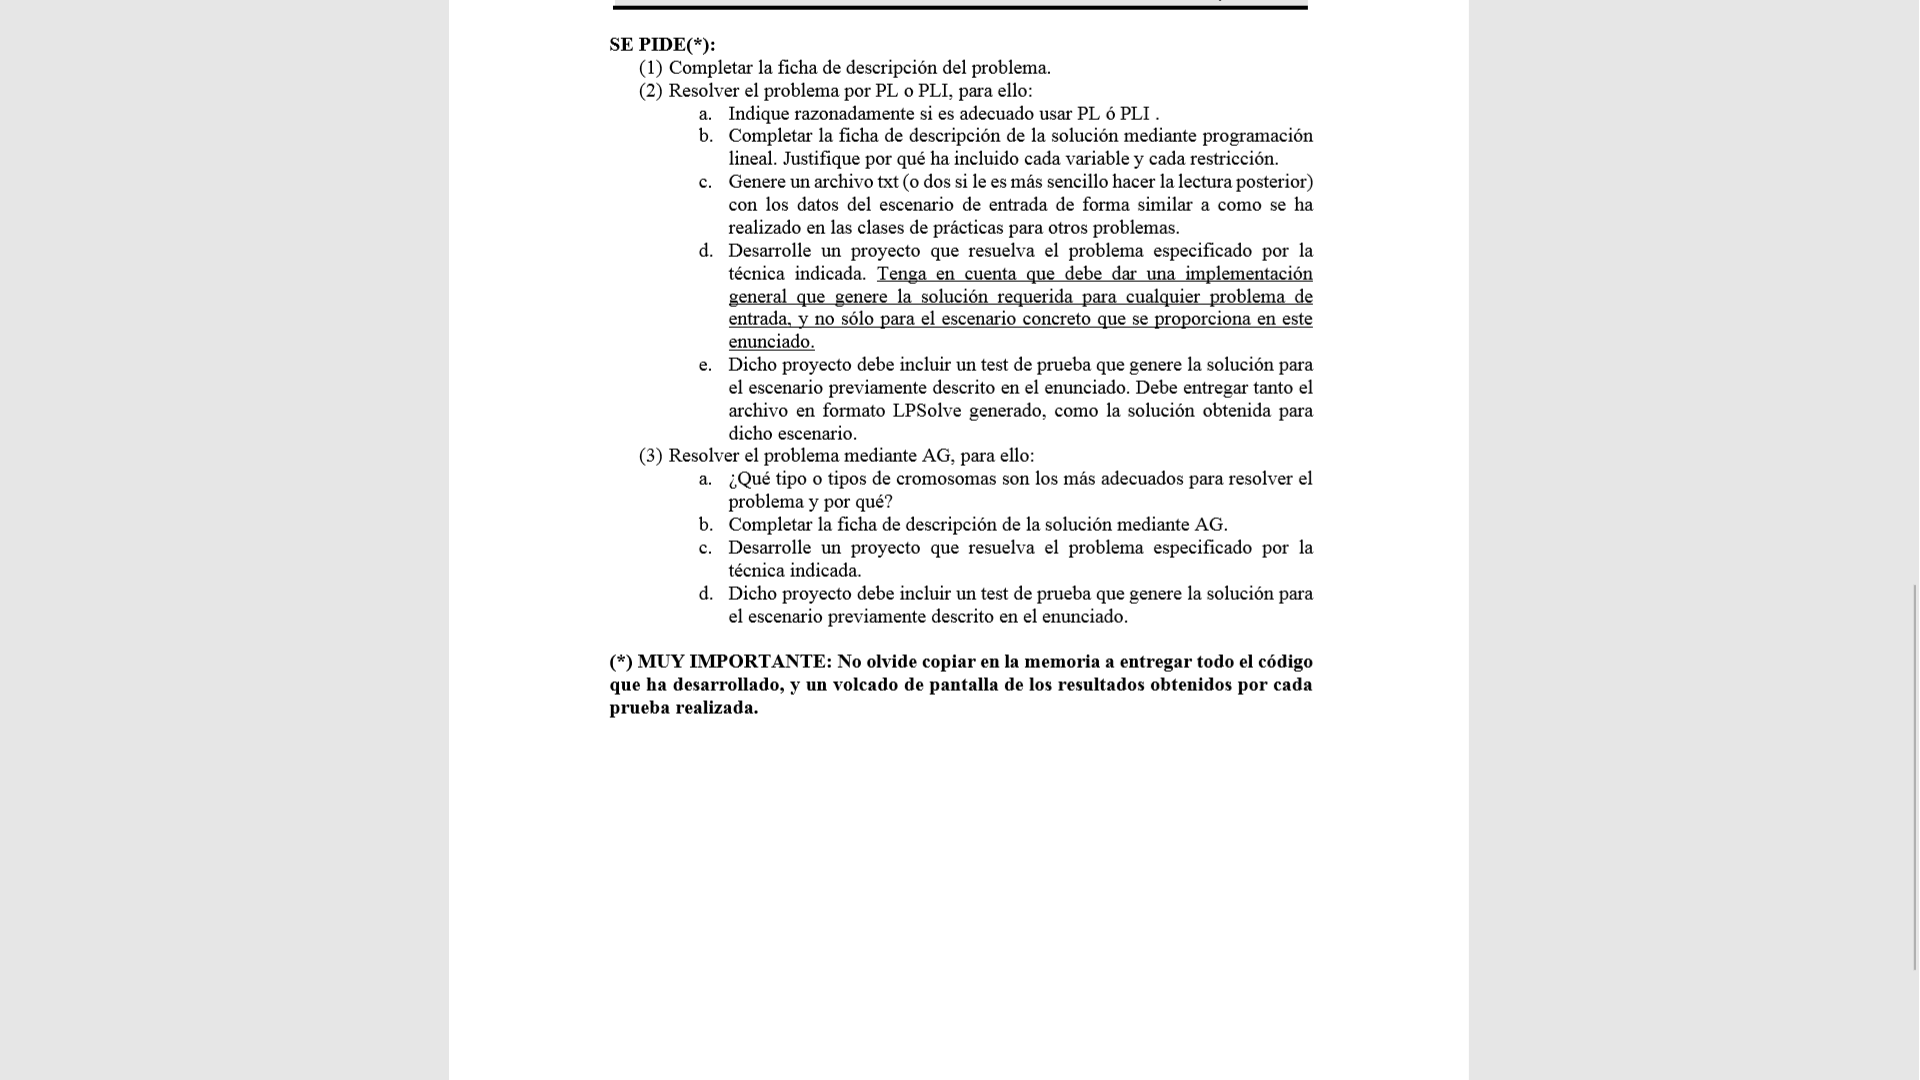 SE PIDE(*):
(1) Completar la ficha de descripción del problema.
(2) Resolver el problema por PL o PLI, para ello:
a. Indique razonadamente si es adecuado usar PL ó PLI .
b. Completar la ficha de descripción de la solución mediante programación
lineal. Justifique por qué ha incluido cada variable y cada restricción.
c. Genere un archivo txt (o dos si le es más sencillo hacer la lectura posterior)
con los datos del escenario de entrada de forma similar a como se ha
realizado en las clases de prácticas para otros problemas.
d. Desarrolle un proyecto que resuelva el problema especificado por la
técnica indicada. Tenga en cuenta que debe dar una implementación
general que genere la solución requerida para cualquier problema de
entrada, y no sólo para el escenario concreto que se proporciona en este
enunciado.
e. Dicho proyecto debe incluir un test de prueba que genere la solución para
el escenario previamente descrito en el enunciado. Debe entregar tanto el
archivo en formato LPSolve generado, como la solución obtenida para
dicho escenario.
(3) Resolver el problema mediante AG, para ello:
a. ¿Qué tipo o tipos de cromosomas son los más adecuados para resolver el
problema y por qué?
b. Completar la ficha de descripción de la solución mediante AG.
c. Desarrolle un proyecto que resuelva el problema especificado por la
técnica indicada.
d. Dicho proyecto debe incluir un test de prueba que genere la solución para
el escenario previamente descrito en el enunciado.
(*) MUY IMPORTANTE: No olvide copiar en la memoria a entregar todo el código
que ha desarrollado, y un volcado de pantalla de los resultados obtenidos por cada
prueba realizada.